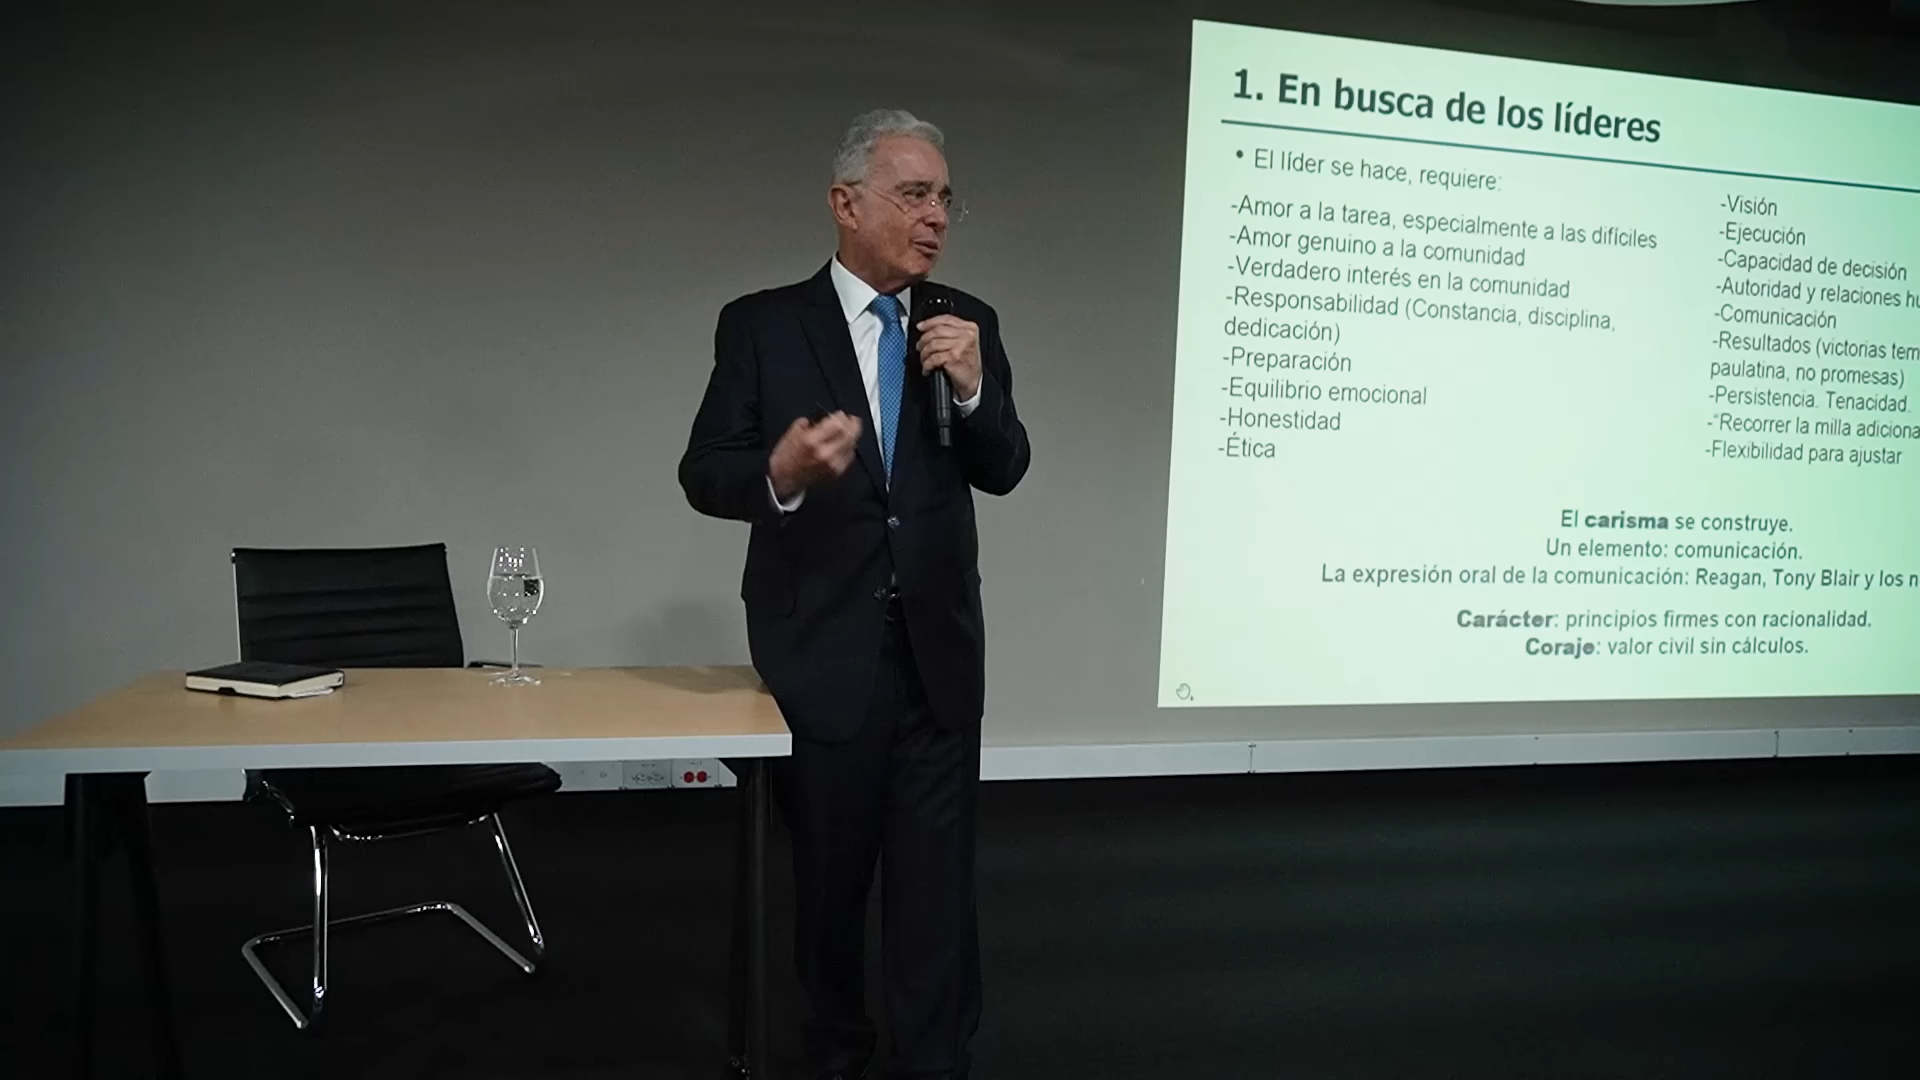 1. En busca de los líderes
• El líder se hace, requiere:
-Amor a la tarea, especialmente a las difíciles
-Amor genuino a la comunidad
-Verdadero interés en la comunidad
-Responsabilidad (Constancia, disciplina,
dedicación)
-Preparación
-Equilibrio emocional
-Honestidad
-Ética
-Visión
-Ejecución
-Capacidad de decisión
-Autoridad y relaciones
-Comunicación
-Resultados (victorias
paulatina, no promesas)
-Persistencia. Tenacidad.
-“Recorrer la milla
-Flexibilidad para ajustar
El carisma se construye.
Un elemento: comunicación.
La expresión oral de la comunicación: Reagan, Tony Blair y los
Carácter: principios firmes con racionalidad.
Coraje: valor civil sin cálculos.